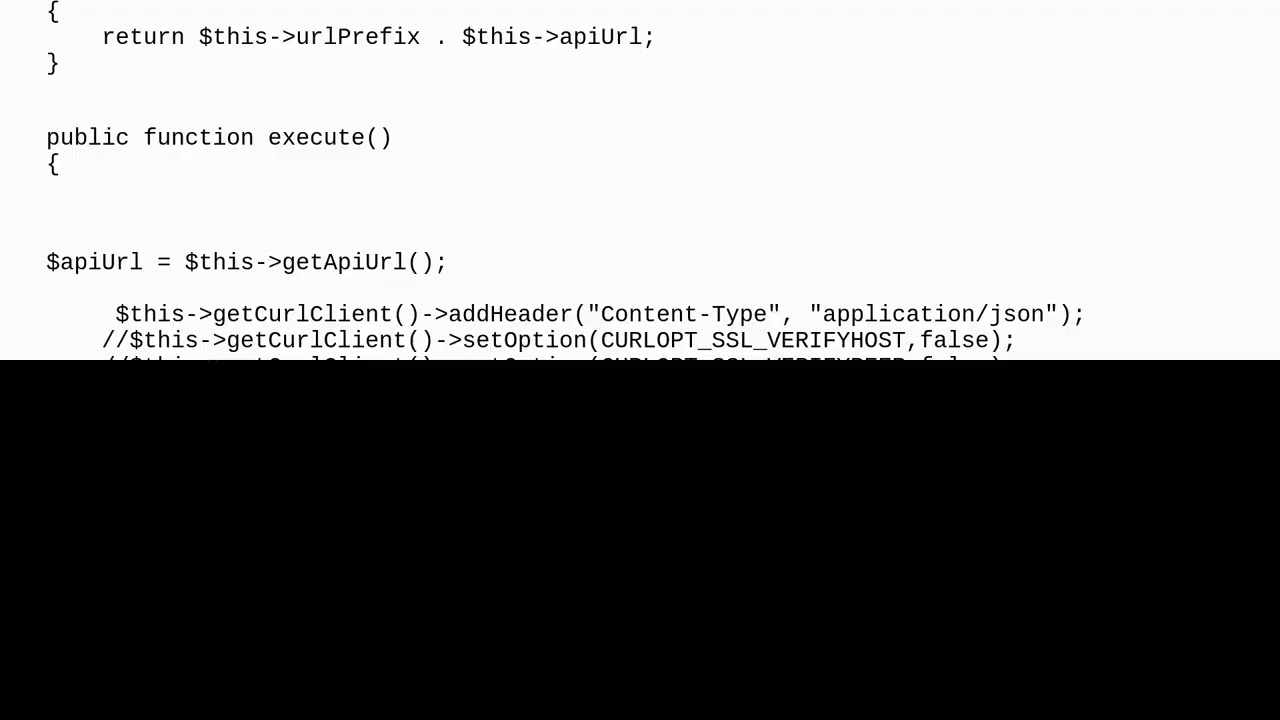 {
return $this->urlPrefix . $this->apiUrl;
}
public function execute()
{
$apiUrl = $this->getApiUrl();
$this->getCurlClient()->addHeader("Content-Type", "application/json");
//$this->getCurlClient()->setOption(CURLOPT_SSL_VERIFYHOST,false);